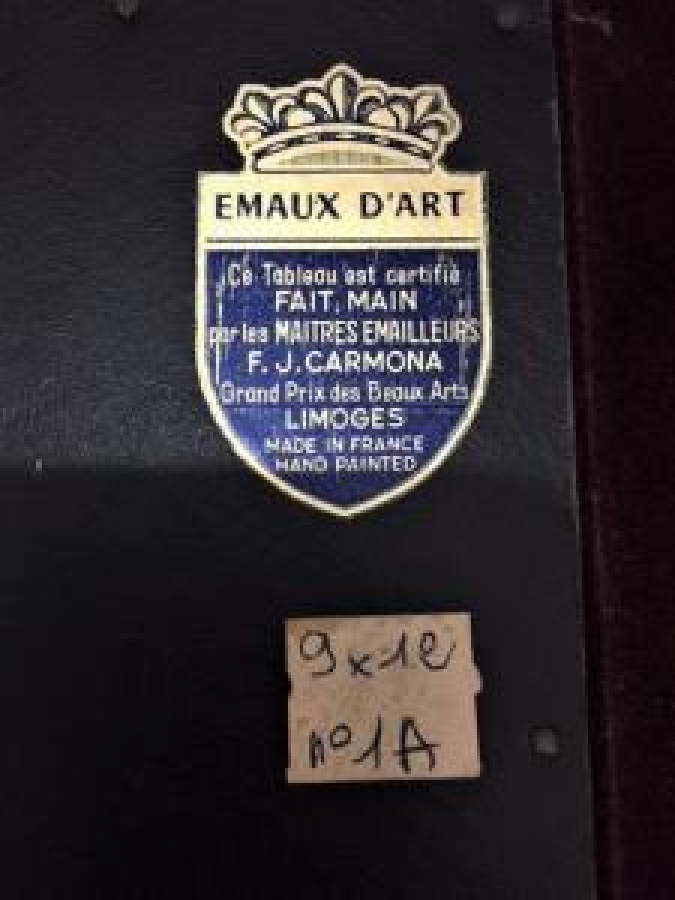 EMAUX D'ART
Ce Tableau est certifié
FAIT MAIN
par les MAITRES EMAILLEURS
F. J. CARMONA
Grand Prix des Beaux Arts
LIMOGES
MADE IN FRANCE
HAND PAINTED
9x12
n° 1A